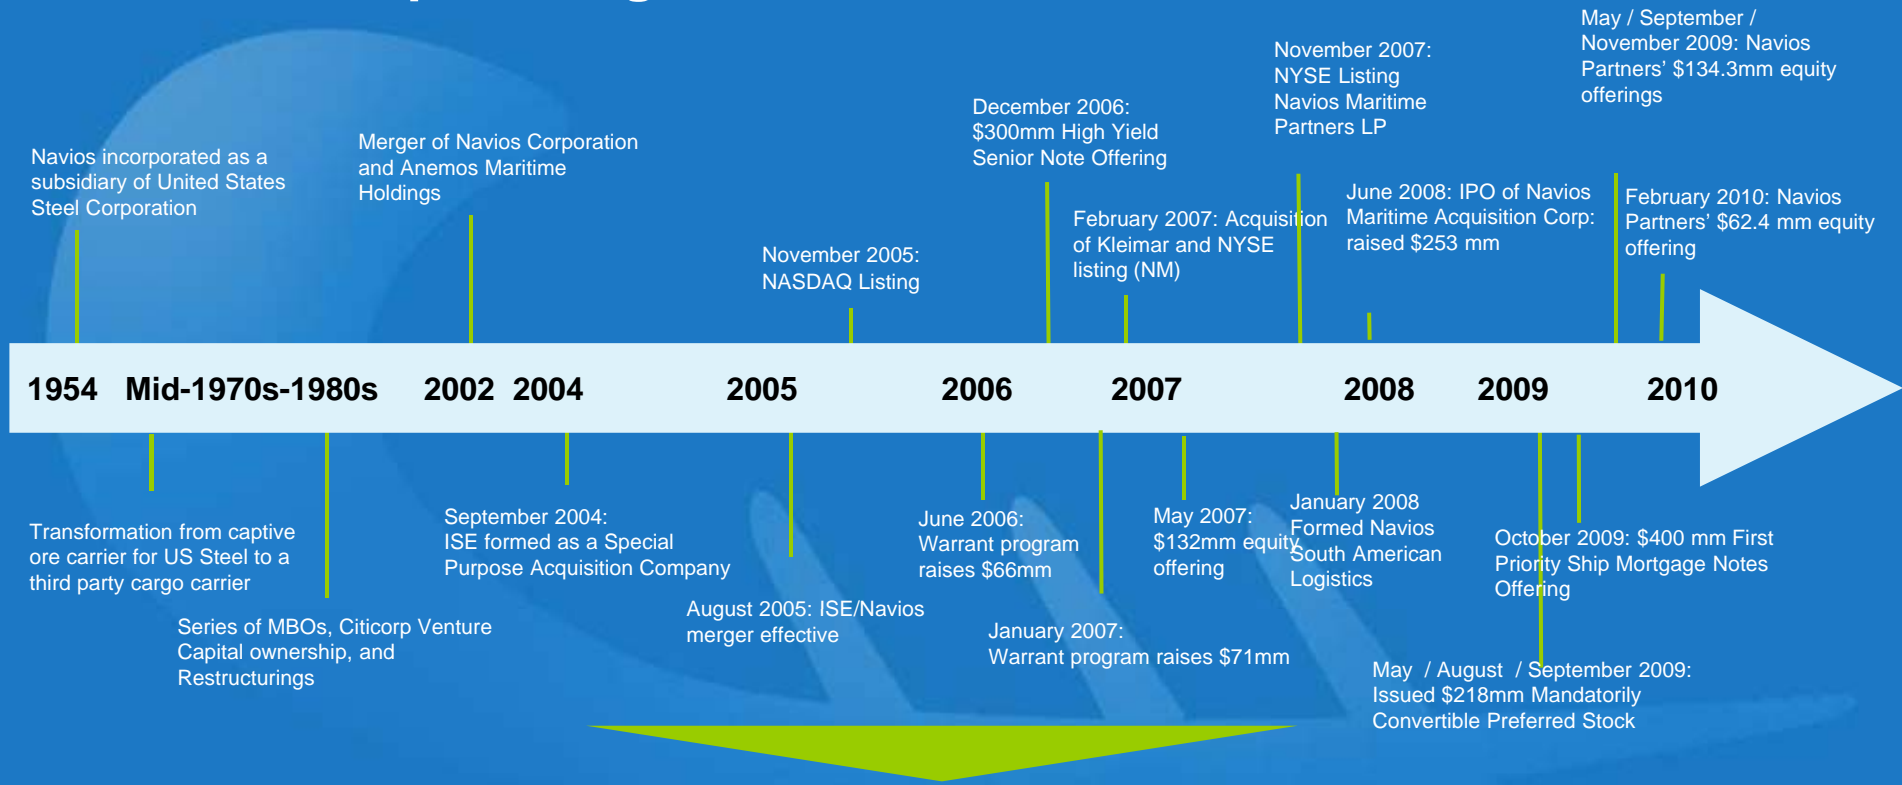 May / September /
November 2009: Navios
Partners’ $134.3mm equity
offerings
November 2007:
NYSE Listing
Navios Maritime
Partners LP
December 2006:
$300mm High Yield
Senior Note Offering
Merger of Navios Corporation
and Anemos Maritime
Holdings
Navios incorporated as a
subsidiary of United States
Steel Corporation
November 2005:
NASDAQ Listing
February 2007: Acquisition
of Kleimar and NYSE
listing (NM)
June 2008: IPO of Navios
Maritime Acquisition Corp:
raised $253 mm
February 2010: Navios
Partners’ $62.4 mm equity
offering
1954 Mid-1970s-1980s 2002 2004 2005 2006 2007 2008 2009 2010
Transformation from captive
ore carrier for US Steel to a
third party cargo carrier
Series of MBOs, Citicorp Venture
Capital ownership, and
Restructurings
September 2004:
ISE formed as a Special
Purpose Acquisition Company
August 2005: ISE/Navios
merger effective
June 2006:
Warrant program
raises $66mm
January 2007:
Warrant program raises $71mm
May 2007:
$132mm equity
offering
January 2008
Formed Navios
South American
Logistics
October 2009: $400 mm First
Priority Ship Mortgage Notes
Offering
May / August / September 2009:
Issued $218mm Mandatorily
Convertible Preferred Stock